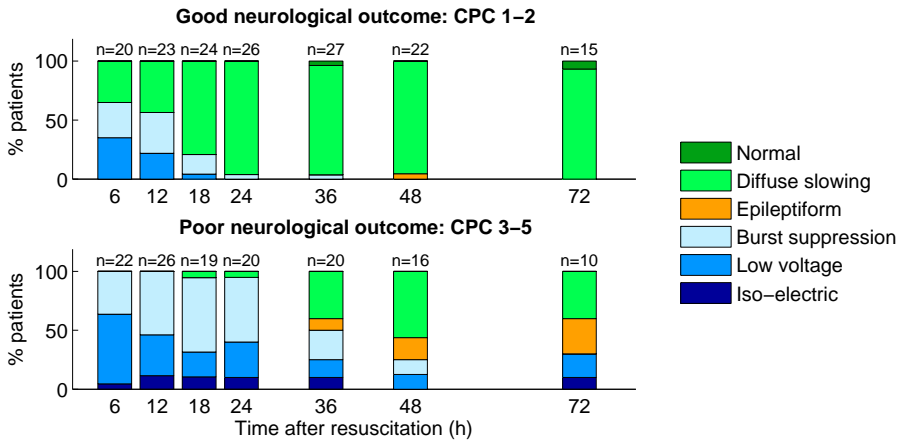 Good neurological outcome: CPC 1−2
n=20 n=23 n=24 n=26 n=27 n=22 n=15
100
50
0
% patients
6 12 18 24 36 48 72
Poor neurological outcome: CPC 3−5
n=22 n=26 n=19 n=20 n=20 n=16 n=10
100
50
0
% patients
6 12 18 24 36 48 72
Time after resuscitation (h)
Normal
Diffuse slowing
Epileptiform
Burst suppression
Low voltage
Iso−electric